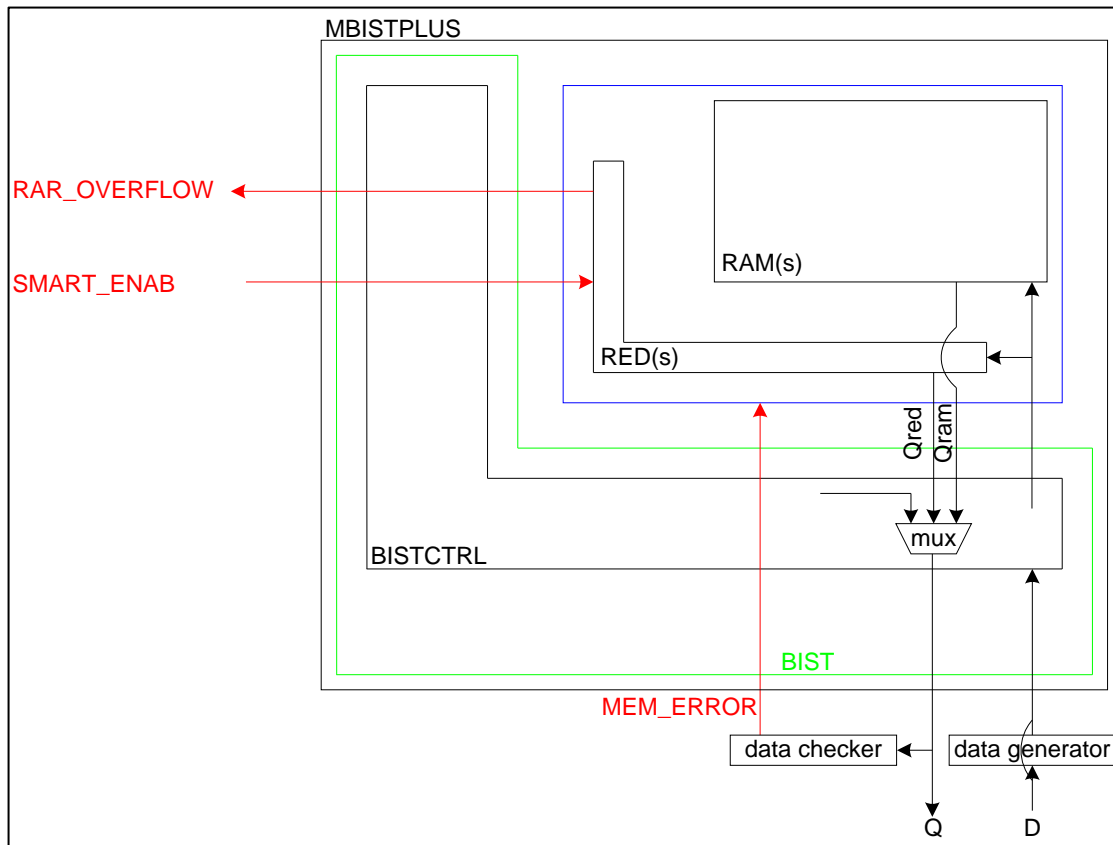 MBISTPLUS
RAR_OVERFLOW
SMART_ENAB
RAM(s)
RED(s)
Qred
Qram
mux
BISTCTRL
BIST
MEM_ERROR
data checker
data generator
Q
D